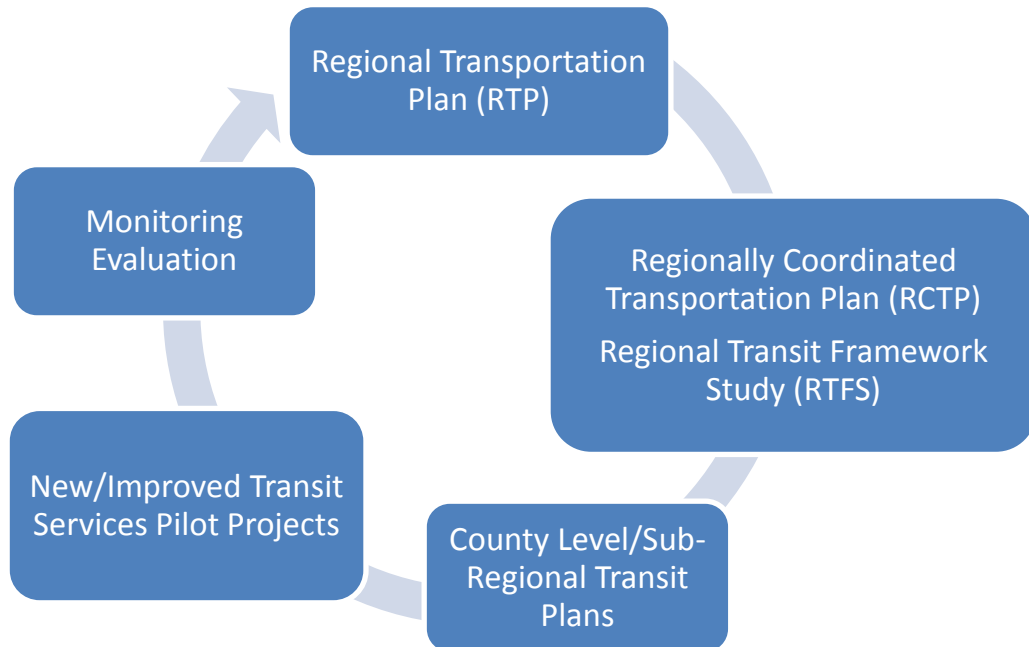 Regional Transportation
Plan (RTP)
Regionally Coordinated
Transportation Plan (RCTP)
Regional Transit Framework
Study (RTFS)
County Level/Sub-
Regional Transit
Plans
New/Improved Transit
Services Pilot Projects
Monitoring
Evaluation